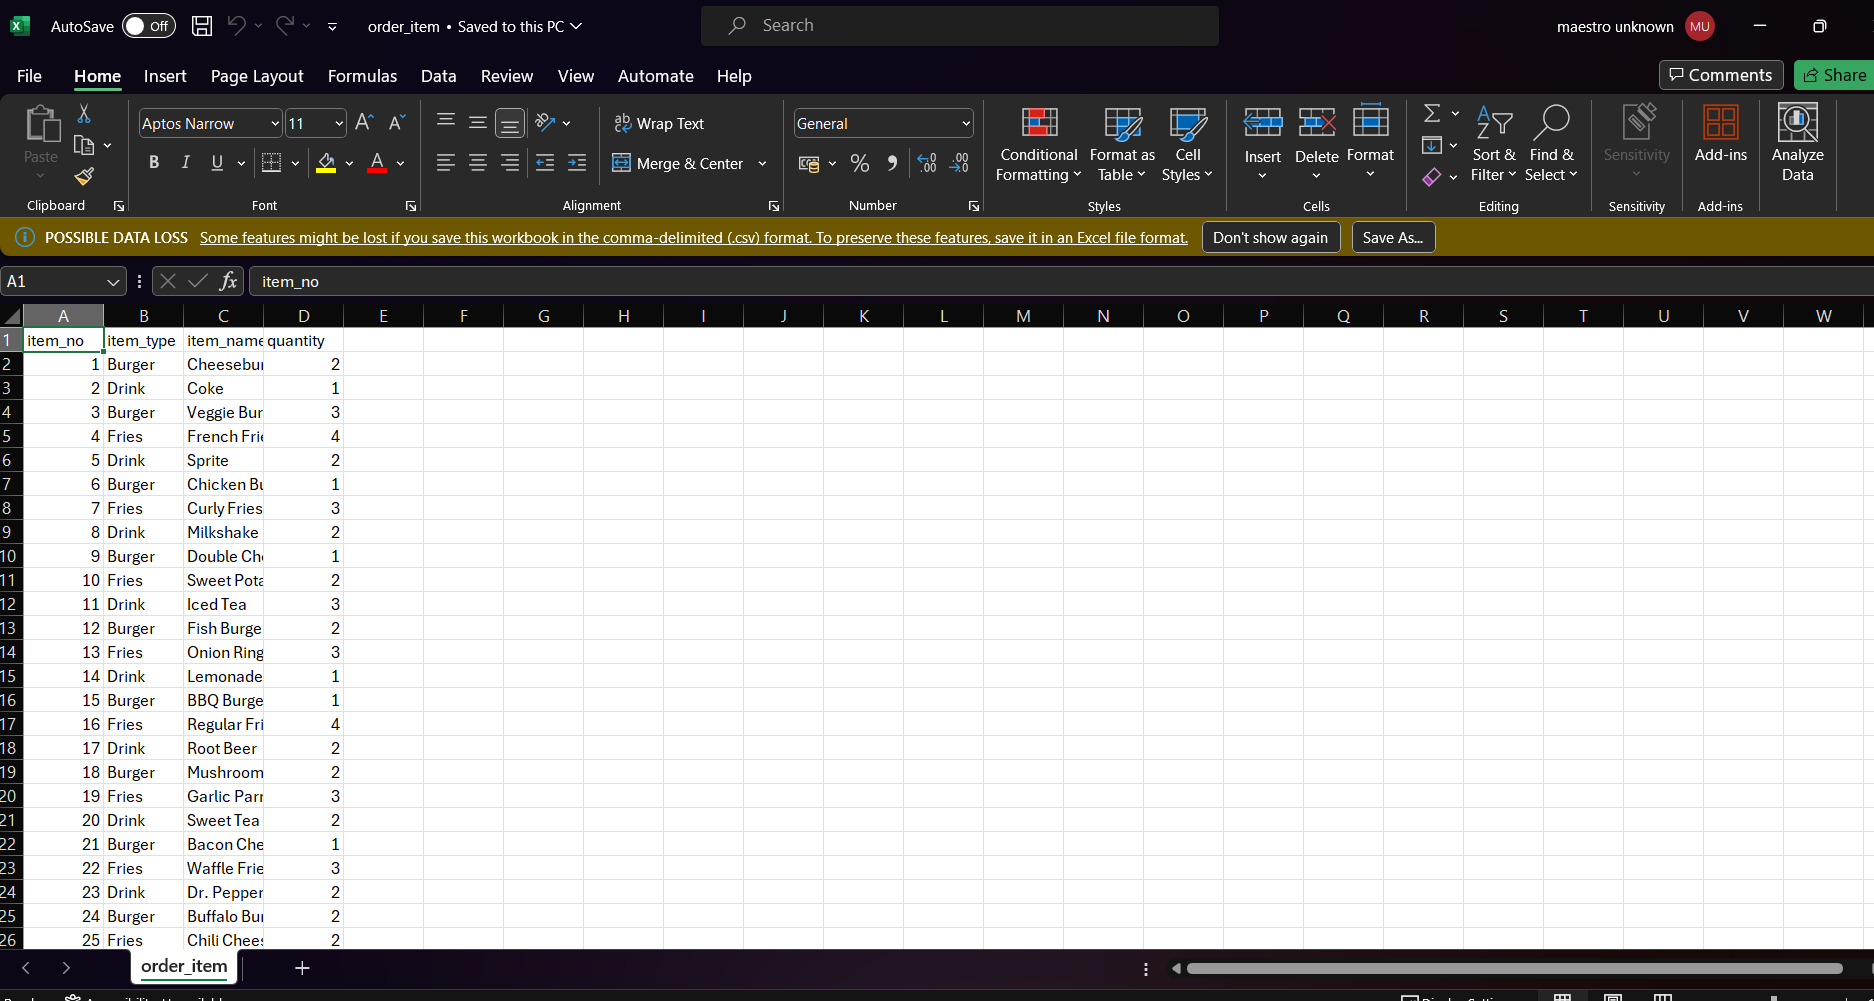 AutoSave Off order_item • Saved to this PC Search maestro unknown MU
File Home Insert Page Layout Formulas Data Review View Automate Help Comments Share
Paste Aptos Narrow 11 Wrap Text General Conditional Formatting Format as Table Cell Styles Insert Delete Format Sort & Filter Find & Select Sensitivity Add-ins Analyze Data
B I U A Merge & Center %
Clipboard Font Alignment Number Styles Cells Editing Sensitivity Add-ins
POSSIBLE DATA LOSS Some features might be lost if you save this workbook in the comma-delimited (.csv) format. To preserve these features, save it in an Excel file format. Don't show again Save As...
A1 fx item_no
A B C D E F G H I J K L M N O P Q R S T U V W
1 item_no item_type item_name quantity
2 1 Burger Cheesebu 2
3 2 Drink Coke 1
4 3 Burger Veggie Bur 3
5 4 Fries French Fri 4
6 5 Drink Sprite 2
7 6 Burger Chicken B 1
8 7 Fries Curly Fries 3
9 8 Drink Milkshake 2
10 9 Burger Double Ch 1
11 10 Fries Sweet Pota 2
12 11 Drink Iced Tea 3
13 12 Burger Fish Burge 2
14 13 Fries Onion Ring 3
15 14 Drink Lemonade 1
16 15 Burger BBQ Burge 1
17 16 Fries Regular Fri 4
18 17 Drink Root Beer 2
19 18 Burger Mushroom 2
20 19 Fries Garlic Parr 3
21 20 Drink Sweet Tea 2
22 21 Burger Bacon Che 1
23 22 Fries Waffle Frie 3
24 23 Drink Dr. Pepper 2
25 24 Burger Buffalo Bu 2
26 25 Fries Chili Chee 2
order_item